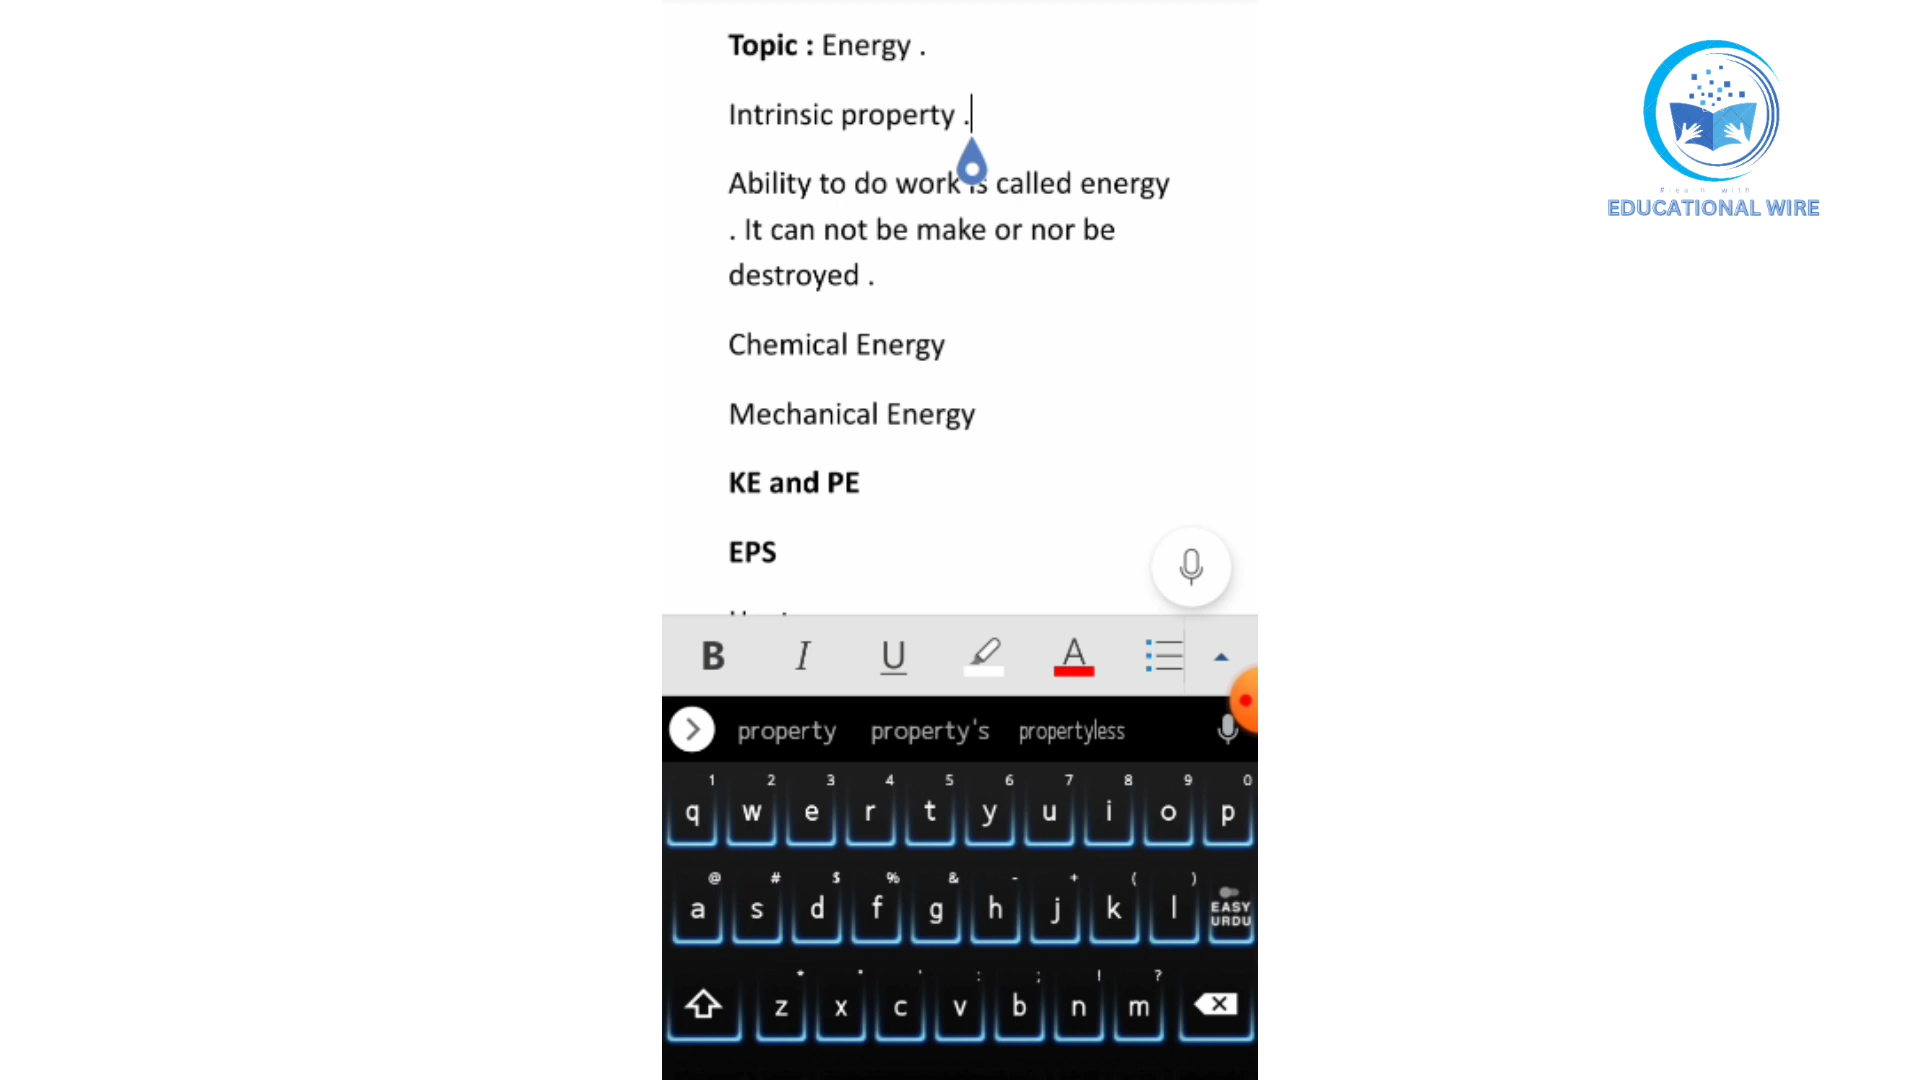 Topic : Energy .
Intrinsic property .
Ability to do work is called energy
. It can not be make or nor be
destroyed .
Chemical Energy
Mechanical Energy
KE and PE
EPS
B I U A
property property's propertyless
1 2 3 4 5 6 7 8 9 0
q w e r t y u i o p
@ # $ % & - + ( )
a s d f g h j k l EASY
URDU
* " ' : ; ! ?
z x c v b n m
#learn with
EDUCATIONAL WIRE